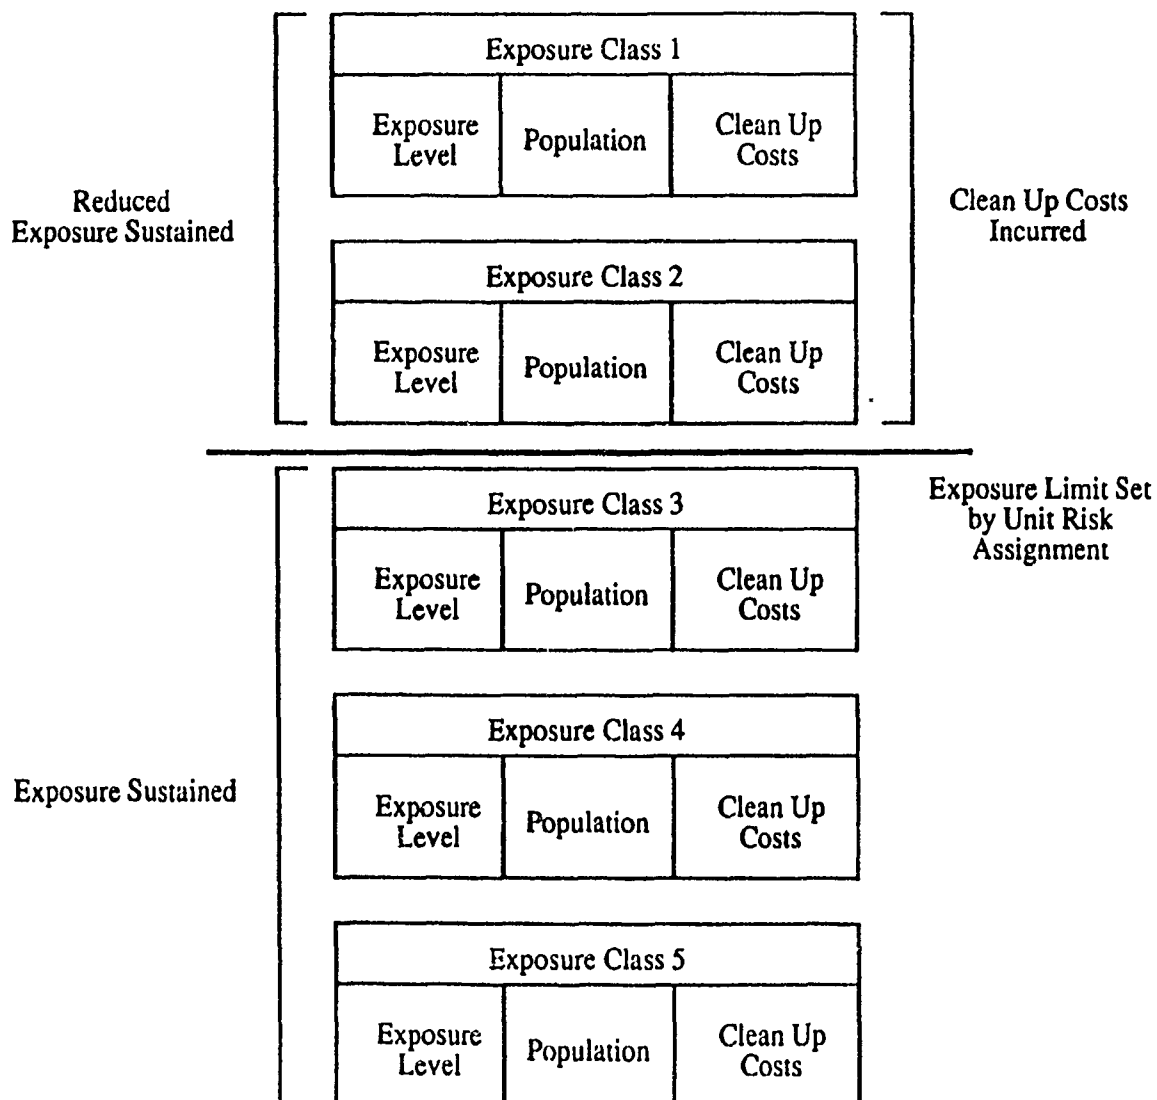 Exposure Class 1
Exposure
Level
Population
Clean Up
Costs
Reduced
Exposure Sustained
Clean Up Costs
Incurred
Exposure Class 2
Exposure
Level
Population
Clean Up
Costs
Exposure Limit Set
by Unit Risk
Assignment
Exposure Class 3
Exposure
Level
Population
Clean Up
Costs
Exposure Class 4
Exposure
Level
Population
Clean Up
Costs
Exposure Sustained
Exposure Class 5
Exposure
Level
Population
Clean Up
Costs